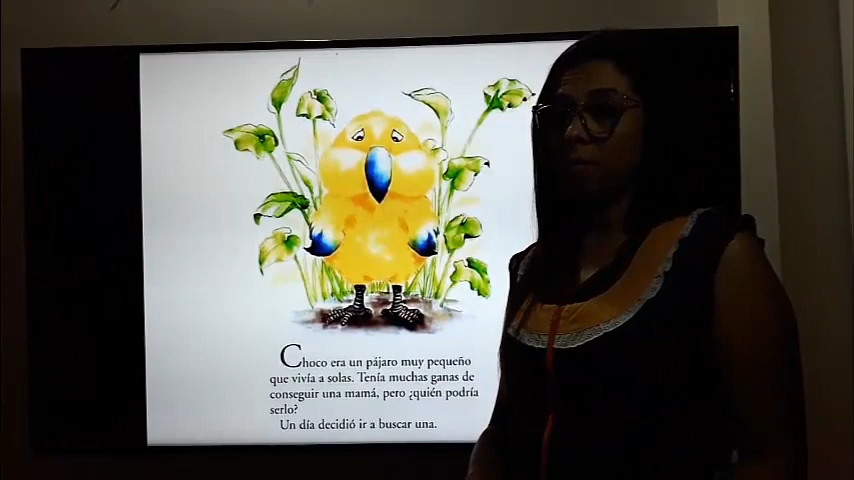 Choco era un pájaro muy pequeño
que vivía a solas. Tenía muchas ganas de
conseguir una mamá, pero ¿quién podría
serlo?
Un día decidió ir a buscar una.